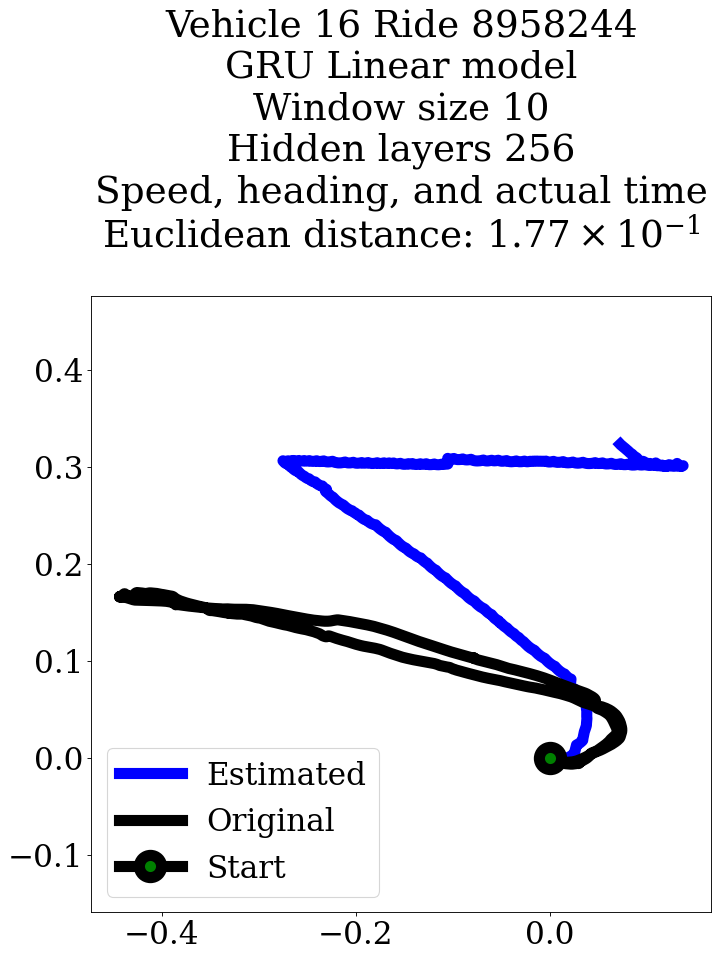 Vehicle 16 Ride 8958244
GRU Linear model
Window size 10
Hidden layers 256
Speed, heading, and actual time
Euclidean distance: 1.77 × 10⁻¹
0.4
0.3
0.2
0.1
0.0
−0.1
Estimated
Original
Start
−0.4
−0.2
0.0